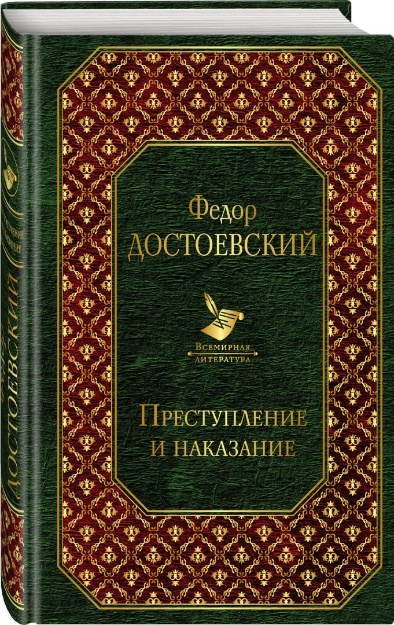 Федор
ДОСТОЕВСКИЙ
Всемирная
литература
Преступление
и наказание
ДОСТОЕВСКИЙ